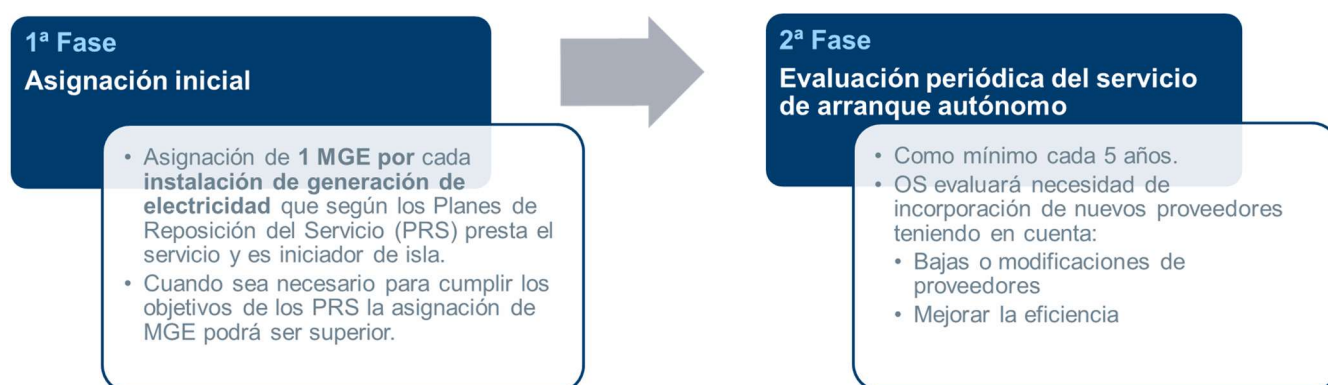 1ª Fase
Asignación inicial
• Asignación de 1 MGE por cada
instalación de generación de
electricidad que según los Planes de
Reposición del Servicio (PRS) presta el
servicio y es iniciador de isla.
• Cuando sea necesario para cumplir los
objetivos de los PRS la asignación de
MGE podrá ser superior.
2ª Fase
Evaluación periódica del servicio
de arranque autónomo
• Como mínimo cada 5 años.
• OS evaluará necesidad de
incorporación de nuevos proveedores
teniendo en cuenta:
• Bajas o modificaciones de
proveedores
• Mejorar la eficiencia